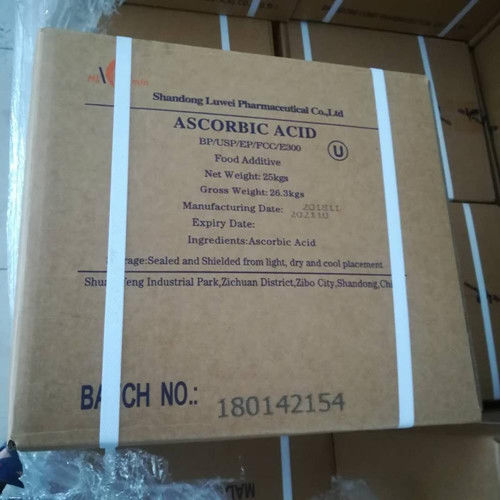 Shandong Luwei Pharmaceutical Co.,Ltd
ASCORBIC ACID
BP/USP/EP/FCC/E300
U
Food Additive
Net Weight: 25kgs
Gross Weight: 26.3kgs
Manufacturing Date: 201811
202110
Expiry Date:
Ingredients:Ascorbic Acid
Sealed and Shielded from light, dry and cool placement
Industrial Park,Zichuan District,Zibo City,Shandong,
NO.: 180142154